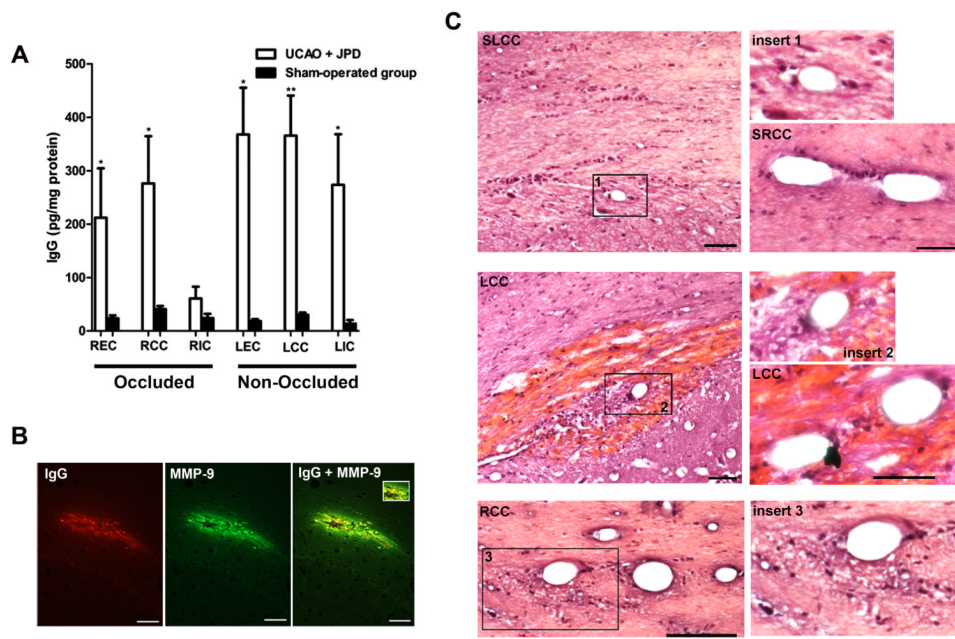 A
UCAO + JPD
Sham-operated group
IgG (pg/mg protein)
500
400
300
200
100
0
*
*
*
**
*
REC RCC RIC LEC LCC LIC
Occluded Non-Occluded
B
IgG MMP-9 IgG + MMP-9
C
SLCC
1
insert 1
SRCC
LCC
2
insert 2
LCC
RCC
3
insert 3